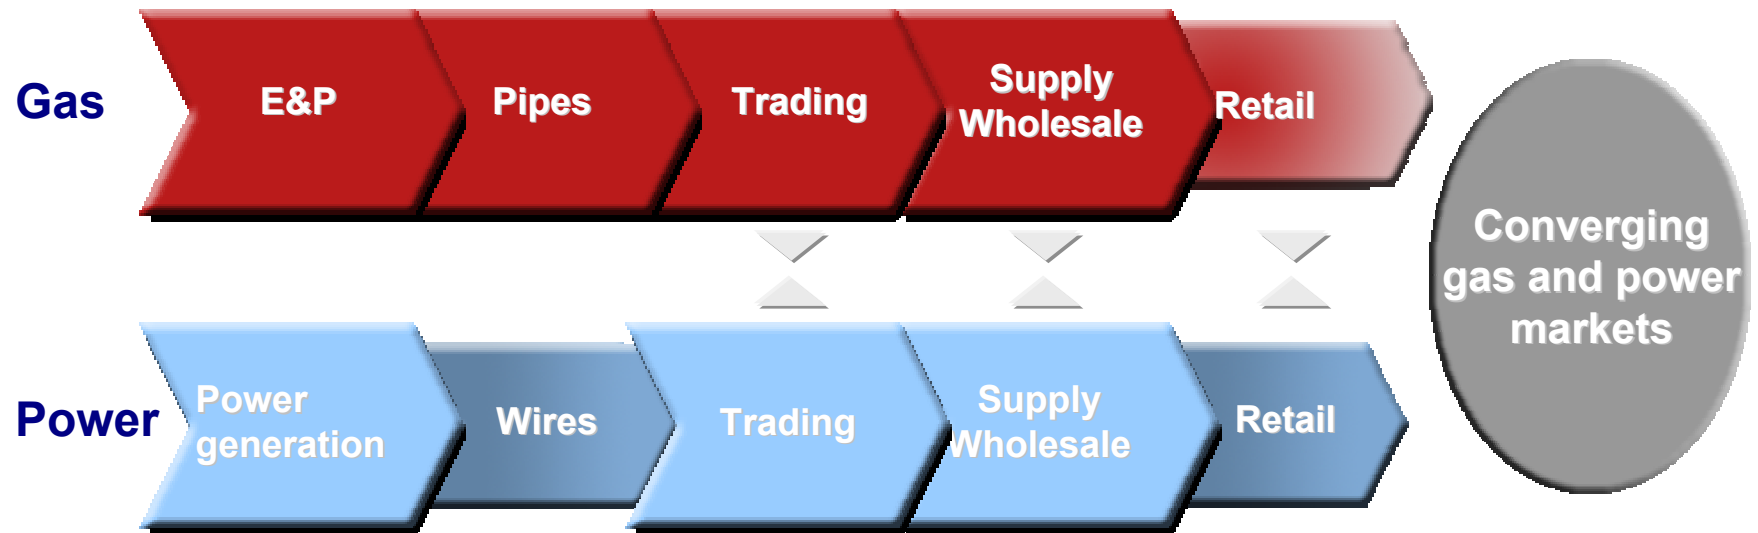 Gas
E&P
Pipes
Trading
Supply
Wholesale
Retail
Power
Power
generation
Wires
Trading
Supply
Wholesale
Retail
Converging
gas and power
markets